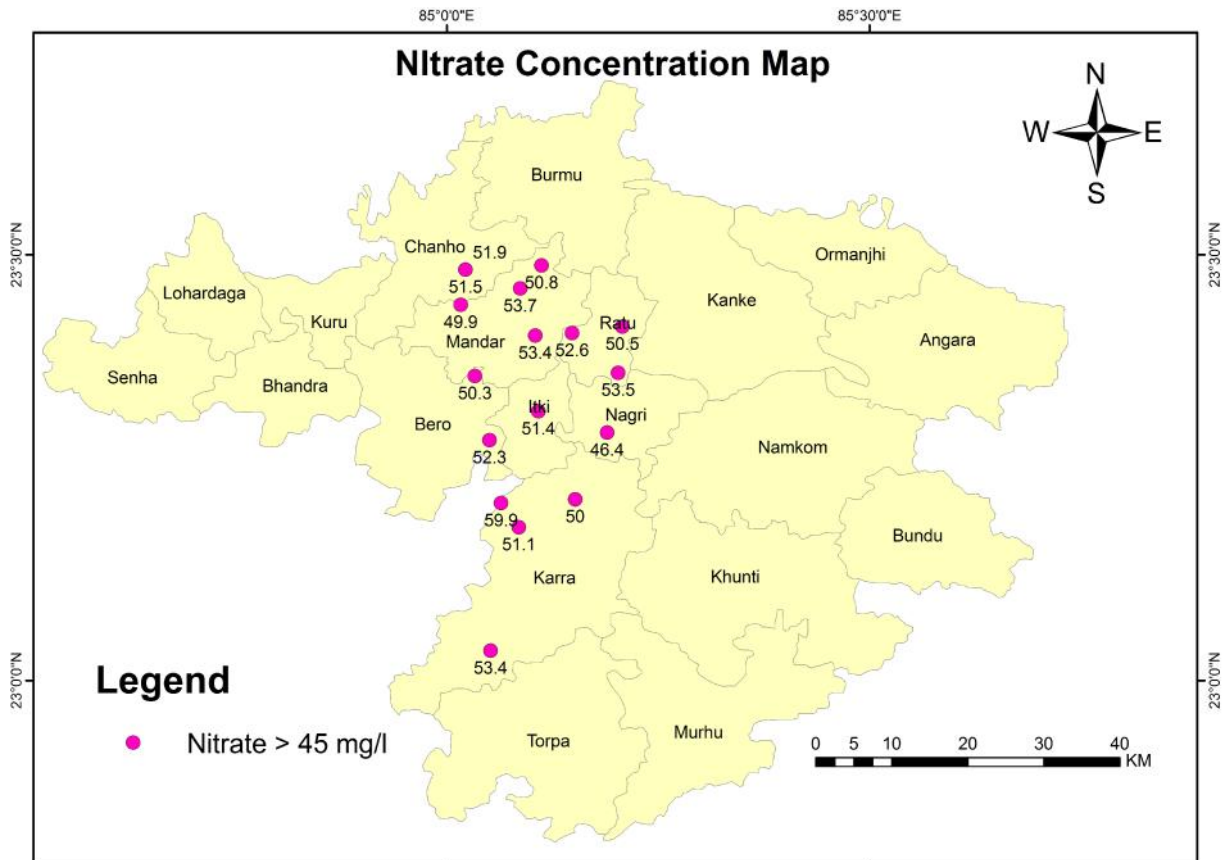 85°0'0"E
85°30'0"E
NItrate Concentration Map
N
W
E
S
Burmu
23°30'0"N
23°30'0"N
Chanho
51.9
Ormanjhi
51.5
50.8
Lohardaga
53.7
Kanke
Kuru
49.9
Ratu
Mandar
53.4
52.6
50.5
Angara
Senha
Bhandra
50.3
53.5
Itki
Nagri
Bero
51.4
46.4
Namkom
52.3
59.9
50
51.1
Bundu
Karra
Khunti
53.4
23°0'0"N
23°0'0"N
Legend
Nitrate > 45 mg/l
Torpa
Murhu
0 5 10 20 30 40
KM